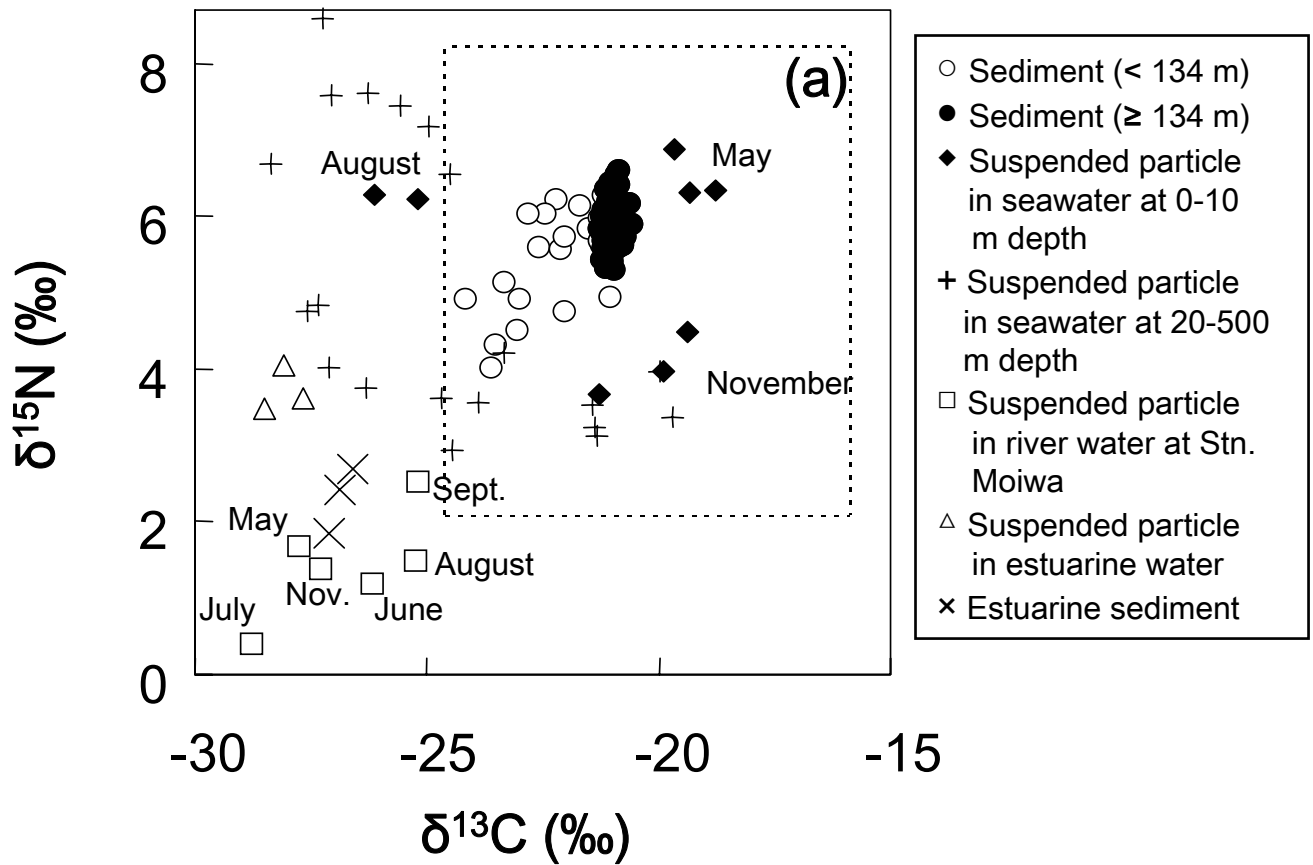 8
6
4
2
0
-30
-25
-20
-15
δ15N (‰)
δ13C (‰)
(a)
August
May
November
Sept.
May
August
Nov.
June
July
Sediment (< 134 m)
Sediment (≥ 134 m)
Suspended particle
in seawater at 0-10
m depth
Suspended particle
in seawater at 20-500
m depth
Suspended particle
in river water at Stn.
Moiwa
Suspended particle
in estuarine water
Estuarine sediment